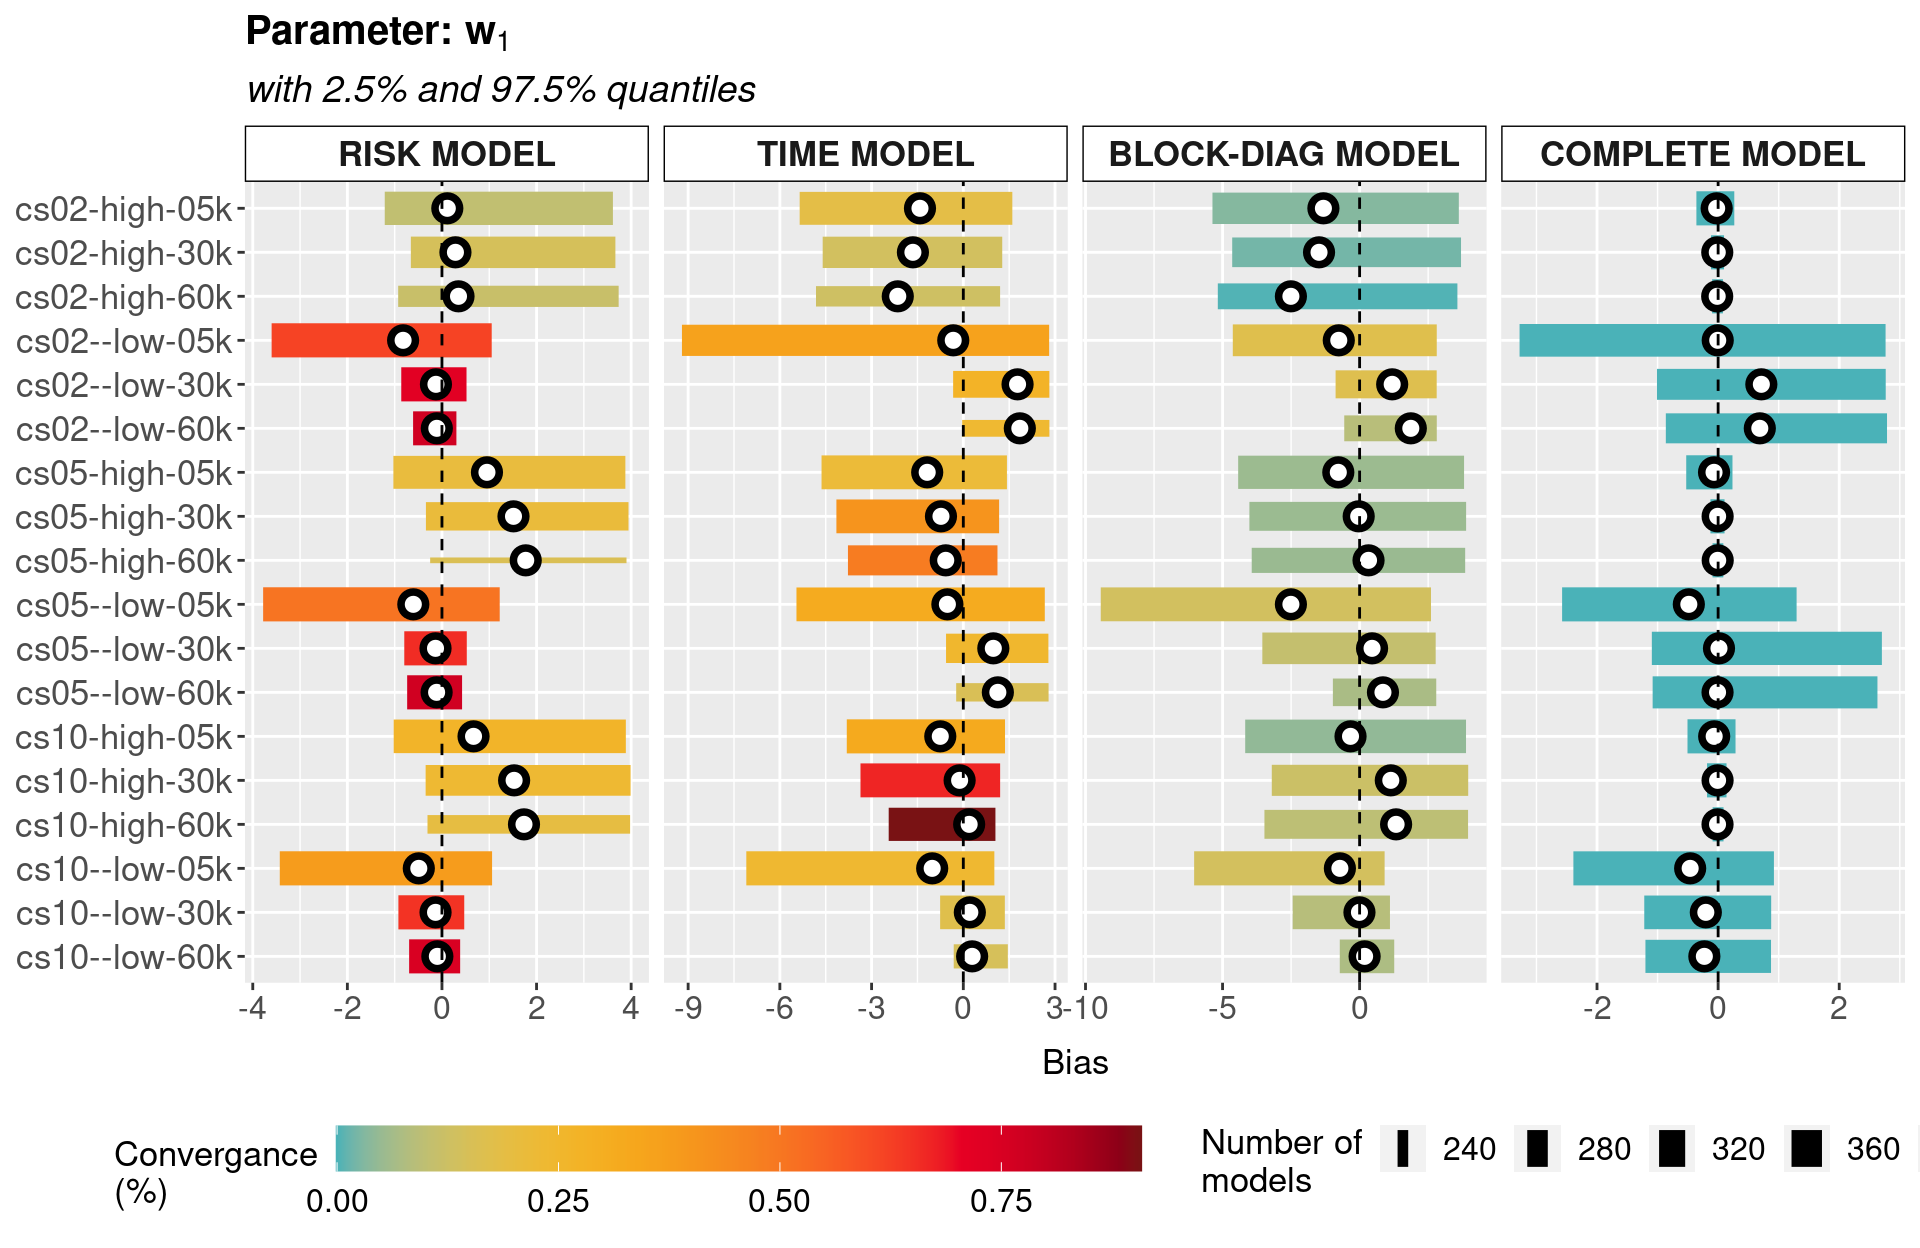 Parameter: w1
with 2.5% and 97.5% quantiles
RISK MODEL TIME MODEL BLOCK-DIAG MODEL COMPLETE MODEL
cs02-high-05k
cs02-high-30k
cs02-high-60k
cs02--low-05k
cs02--low-30k
cs02--low-60k
cs05-high-05k
cs05-high-30k
cs05-high-60k
cs05--low-05k
cs05--low-30k
cs05--low-60k
cs10-high-05k
cs10-high-30k
cs10-high-60k
cs10--low-05k
cs10--low-30k
cs10--low-60k
-4 -2 0 2 4 -9 -6 -3 0 3 -10 -5 0 -2 0 2
Bias
Convergance
(%)
0.00 0.25 0.50 0.75
Number of
models
240 280 320 360